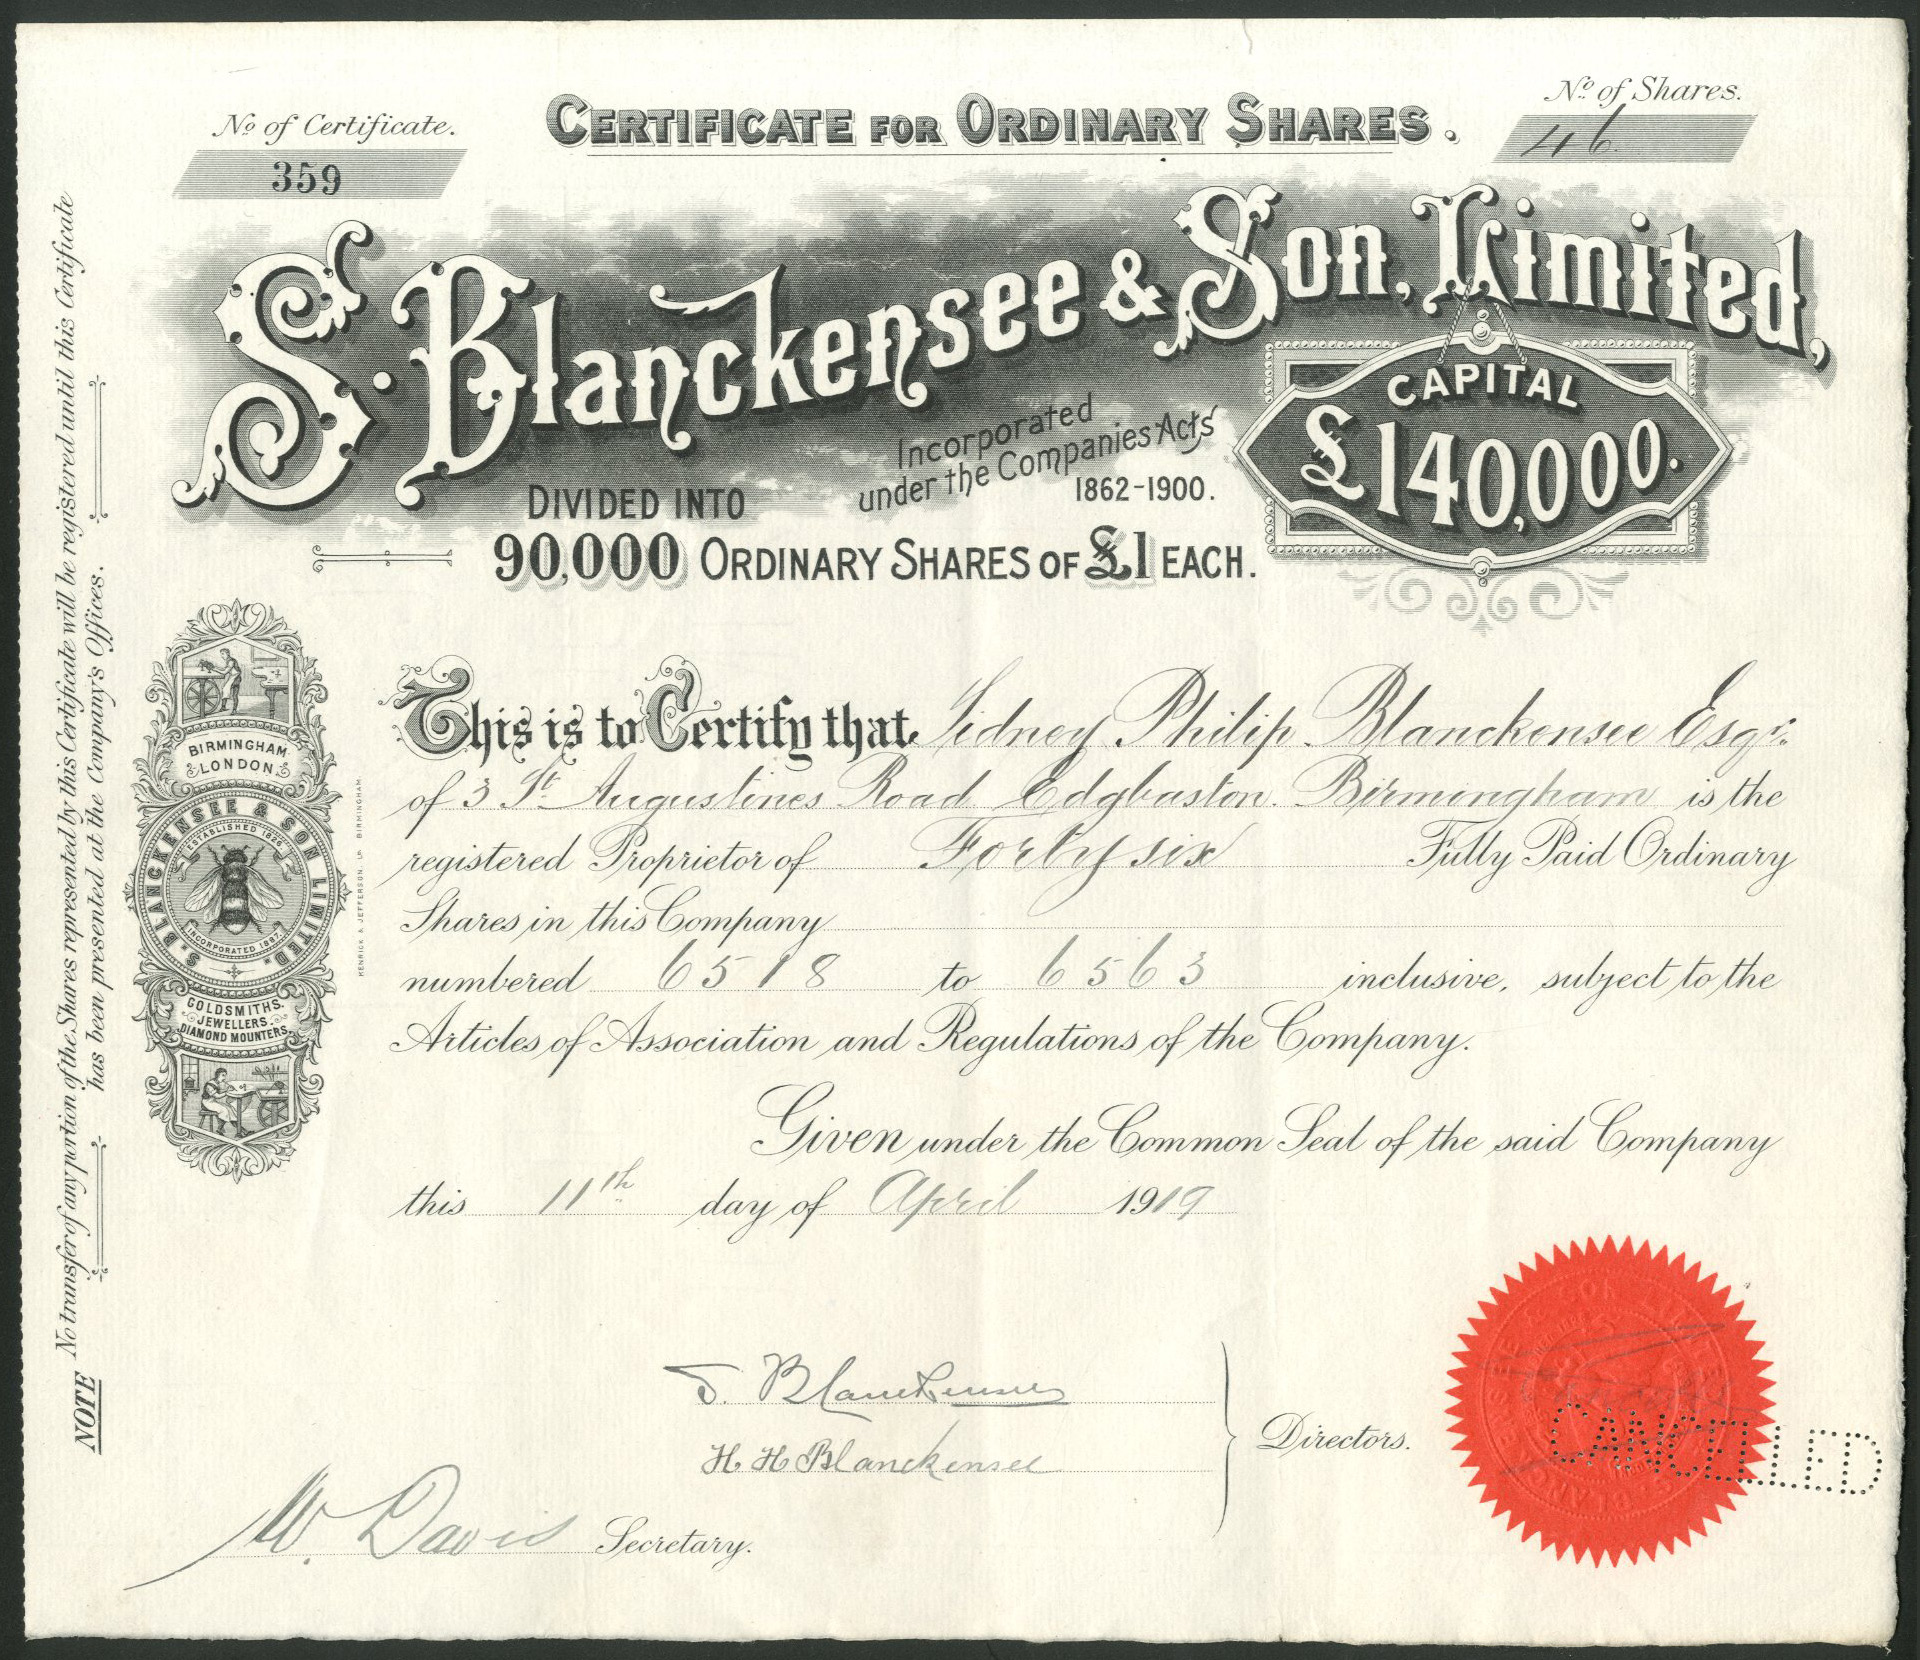 No of Certificate.
359
CERTIFICATE FOR ORDINARY SHARES.
No of Shares.
46.
S. Blanckensee & Son, Limited,
Incorporated
under the Companies Acts
1862-1900.
CAPITAL
£140,000.
DIVIDED INTO
90,000 ORDINARY SHARES OF £1 EACH.
This is to Certify that Sidney Philip Blanckensee Esqr.
of 3 St Augustines Road Edgbaston. Birmingham is the
registered Proprietor of Forty six Fully Paid Ordinary
Shares in this Company
numbered 6518 to 6563 inclusive, subject to the
Articles of Association and Regulations of the Company.
Given under the Common Seal of the said Company
this 11th day of April 1919
S. Blanckensee
H H Blanckensee
Directors.
W. Davis Secretary.
CANCELLED
BIRMINGHAM
LONDON
S. BLANCKENSEE & SON LIMITED.
ESTABLISHED 1826
INCORPORATED 1887
GOLDSMITHS.
JEWELLERS.
DIAMOND MOUNTERS.
KENRICK & JEFFERSON, LD. BIRMINGHAM
NOTE No transfer of any portion of the Shares represented by this Certificate will be registered until this Certificate
has been presented at the Company's Offices.